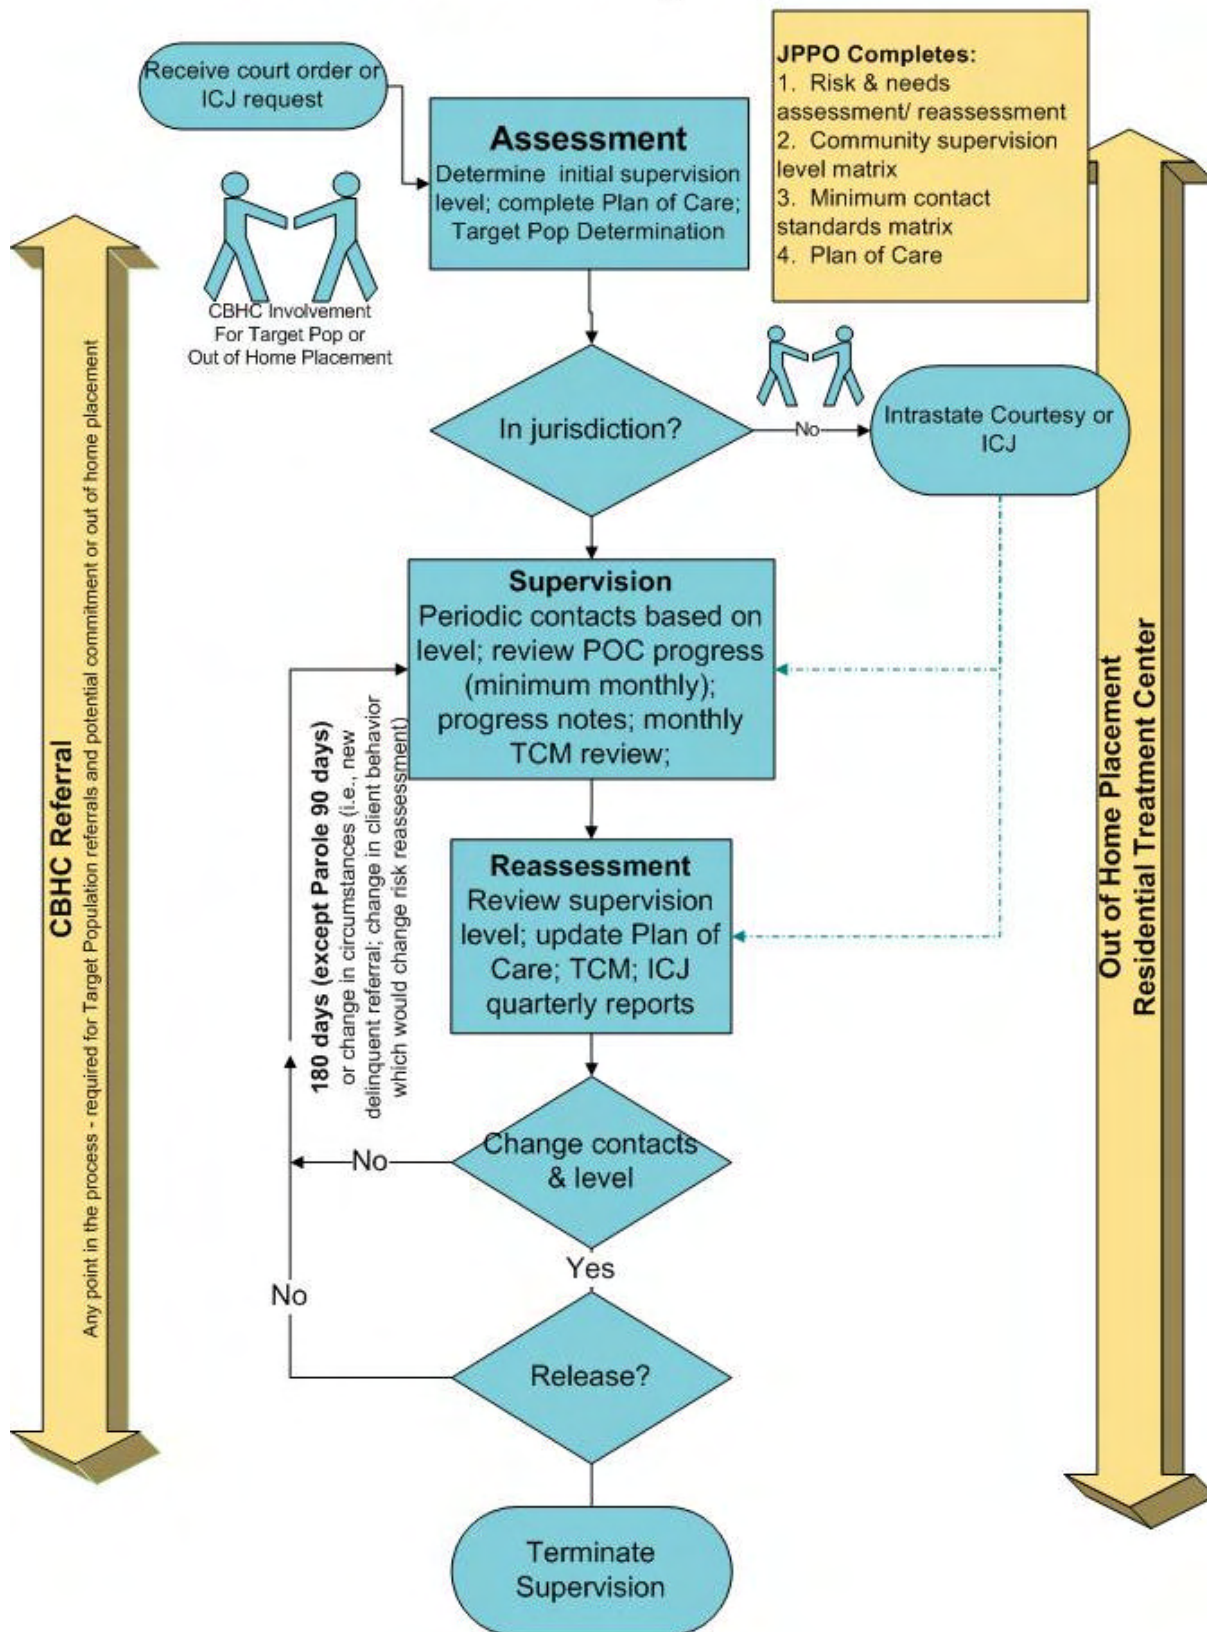 Receive court order or
ICJ request
JPPO Completes:
1. Risk & needs
assessment/ reassessment
2. Community supervision
level matrix
3. Minimum contact
standards matrix
4. Plan of Care
Assessment
Determine initial supervision
level; complete Plan of Care;
Target Pop Determination
CBHC Involvement
For Target Pop or
Out of Home Placement
In jurisdiction?
No
Intrastate Courtesy or
ICJ
Supervision
Periodic contacts based on
level; review POC progress
(minimum monthly);
progress notes; monthly
TCM review;
CBHC Referral
Any point in the process - required for Target Population referrals and potential commitment or out of home placement
180 days (except Parole 90 days)
or change in circumstances (i.e., new
delinquent referral; change in client behavior
which would change risk reassessment)
Out of Home Placement
Residential Treatment Center
Reassessment
Review supervision
level; update Plan of
Care; TCM; ICJ
quarterly reports
Change contacts
& level
No
Yes
No
Release?
Terminate
Supervision